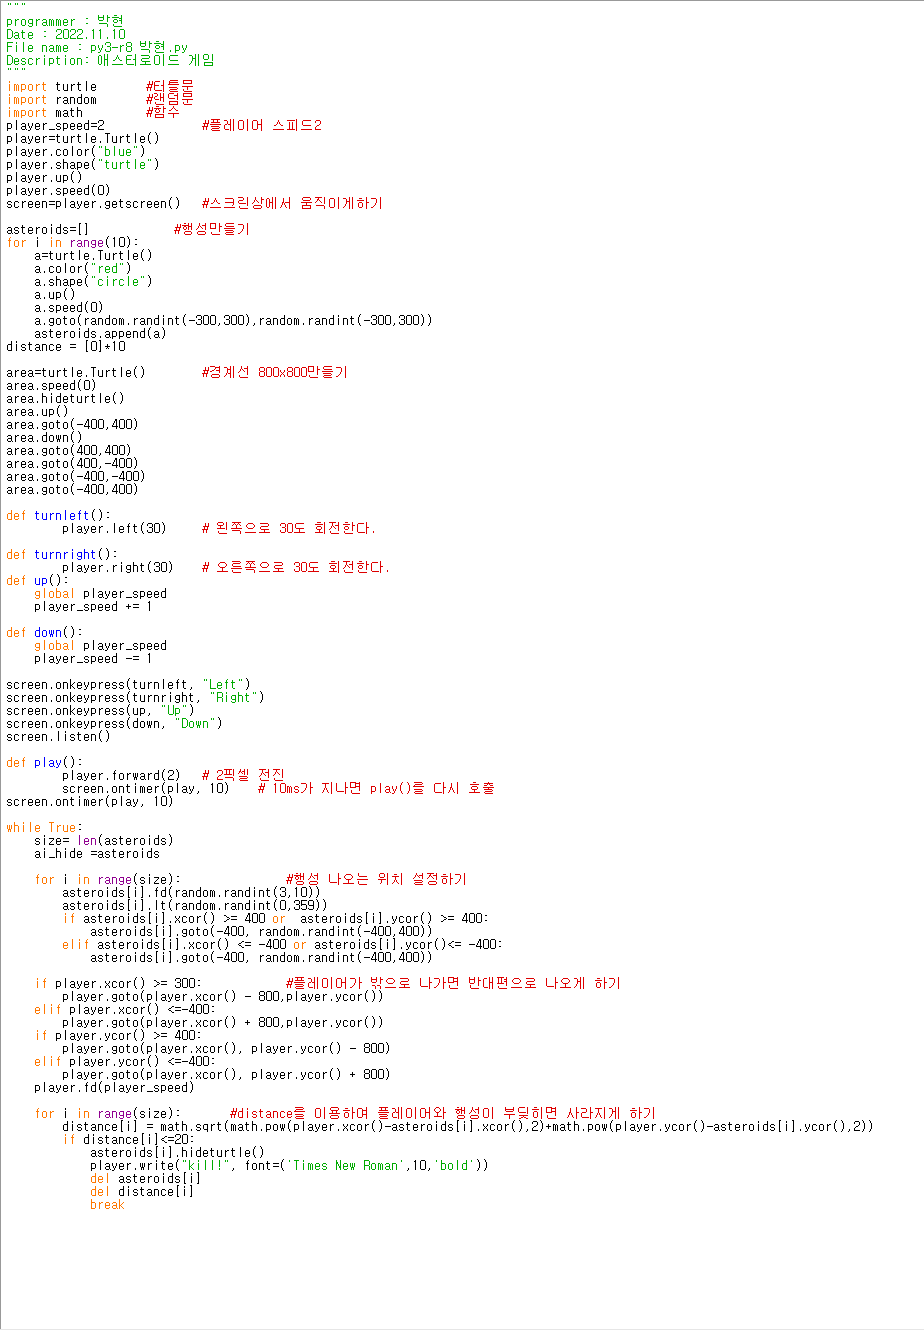 """
programmer : 박현
Date : 2022.11.10
File name : py3-r8 박현.py
Description: 애스터로이드 게임
"""
import turtle       #터틀문
import random       #랜덤문
import math         #함수
player_speed=2              #플레이어 스피드2
player=turtle.Turtle()
player.color("blue")
player.shape("turtle")
player.up()
player.speed(0)
screen=player.getscreen()   #스크린상에서 움직이게하기
asteroids=[]            #행성만들기
for i in range(10):
    a=turtle.Turtle()
    a.color("red")
    a.shape("circle")
    a.up()
    a.speed(0)
    a.goto(random.randint(-300,300),random.randint(-300,300))
    asteroids.append(a)
distance = [0]*10
area=turtle.Turtle()        #경계선 800x800만들기
area.speed(0)
area.hideturtle()
area.up()
area.goto(-400,400)
area.down()
area.goto(400,400)
area.goto(400,-400)
area.goto(-400,-400)
area.goto(-400,400)
def turnleft():
        player.left(30)     # 왼쪽으로 30도 회전한다.
def turnright():
        player.right(30)    # 오른쪽으로 30도 회전한다.
def up():
    global player_speed
    player_speed += 1
def down():
    global player_speed
    player_speed -= 1
screen.onkeypress(turnleft, "Left")
screen.onkeypress(turnright, "Right")
screen.onkeypress(up, "Up")
screen.onkeypress(down, "Down")
screen.listen()
def play():
        player.forward(2)   # 2픽셀 전진
        screen.ontimer(play, 10)    # 10ms가 지나면 play()를 다시 호출
screen.ontimer(play, 10)
while True:
    size= len(asteroids)
    ai_hide =asteroids
    for i in range(size):               #행성 나오는 위치 설정하기
        asteroids[i].fd(random.randint(3,10))
        asteroids[i].lt(random.randint(0,359))
        if asteroids[i].xcor() >= 400 or  asteroids[i].ycor() >= 400:
            asteroids[i].goto(-400, random.randint(-400,400))
        elif asteroids[i].xcor() <= -400 or asteroids[i].ycor()<= -400:
            asteroids[i].goto(-400, random.randint(-400,400))
    if player.xcor() >= 300:            #플레이어가 밖으로 나가면 반대편으로 나오게 하기
        player.goto(player.xcor() - 800,player.ycor())
    elif player.xcor() <=-400:
        player.goto(player.xcor() + 800,player.ycor())
    if player.ycor() >= 400:
        player.goto(player.xcor(), player.ycor() - 800)
    elif player.ycor() <=-400:
        player.goto(player.xcor(), player.ycor() + 800)
    player.fd(player_speed)
    for i in range(size):       #distance을 이용하여 플레이어와 행성이 부딪히면 사라지게 하기
        distance[i] = math.sqrt(math.pow(player.xcor()-asteroids[i].xcor(),2)+math.pow(player.ycor()-asteroids[i].ycor(),2))
        if distance[i]<=20:
            asteroids[i].hideturtle()
            player.write("kill!", font=('Times New Roman',10,'bold'))
            del asteroids[i]
            del distance[i]
            break